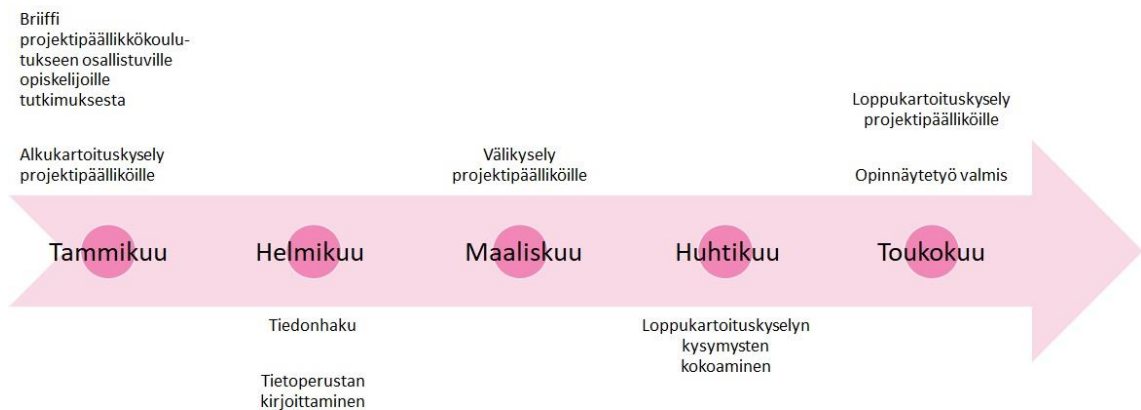 Briiffi
projektipäällikkökoulu-
tukseen osallistuville
opiskelijoille
tutkimuksesta
Alkukartoituskysely
projektipäälliköille
Välikysely
projektipäälliköille
Loppukartoituskysely
projektipäälliköille
Opinnäytetyö valmis
Tammikuu
Helmikuu
Maaliskuu
Huhtikuu
Toukokuu
Tiedonhaku
Tietoperustan
kirjoittaminen
Loppukartoituskyselyn
kysymysten
kokoaminen